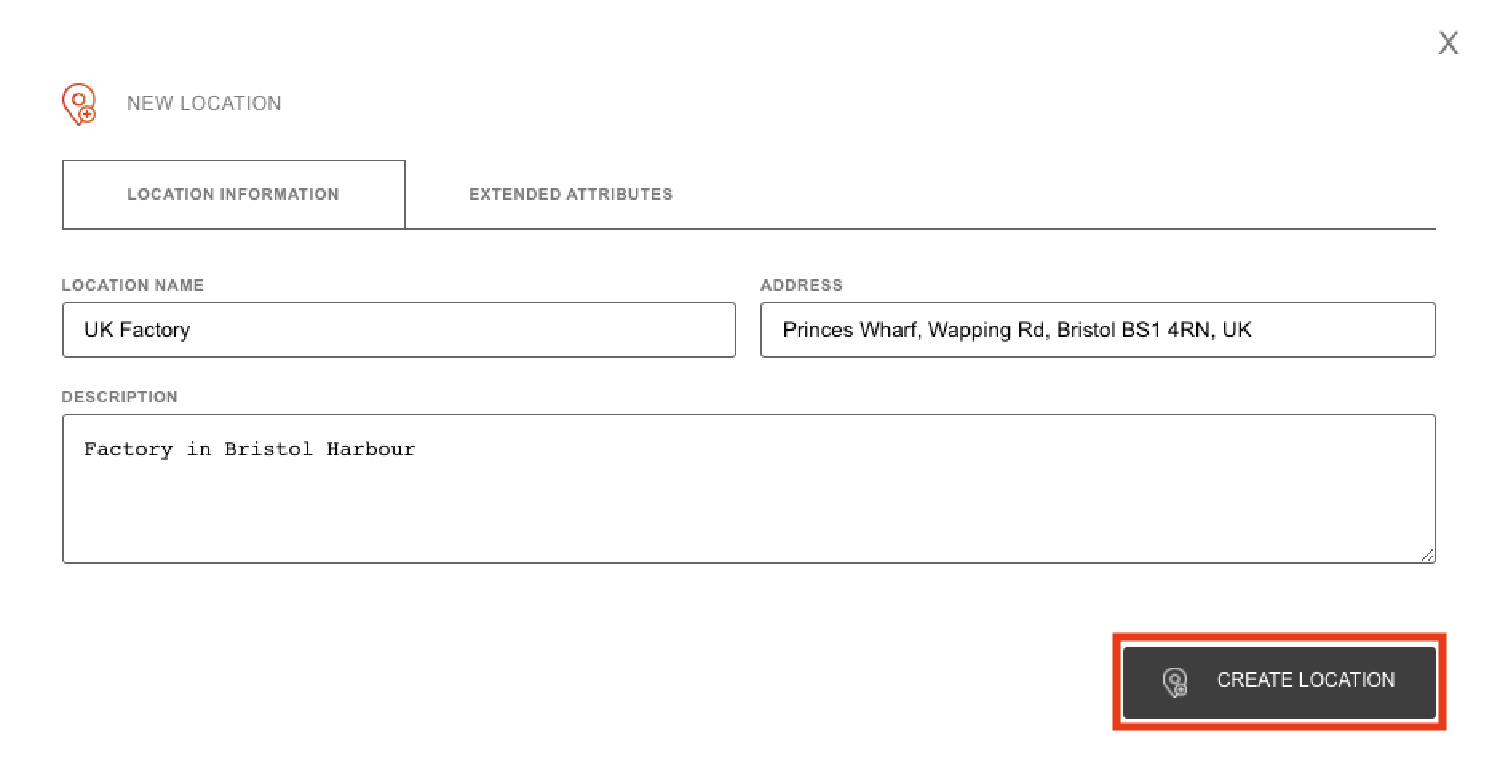 X
NEW LOCATION
LOCATION INFORMATION
EXTENDED ATTRIBUTES
LOCATION NAME
UK Factory
ADDRESS
Princes Wharf, Wapping Rd, Bristol BS1 4RN, UK
DESCRIPTION
Factory in Bristol Harbour
CREATE LOCATION